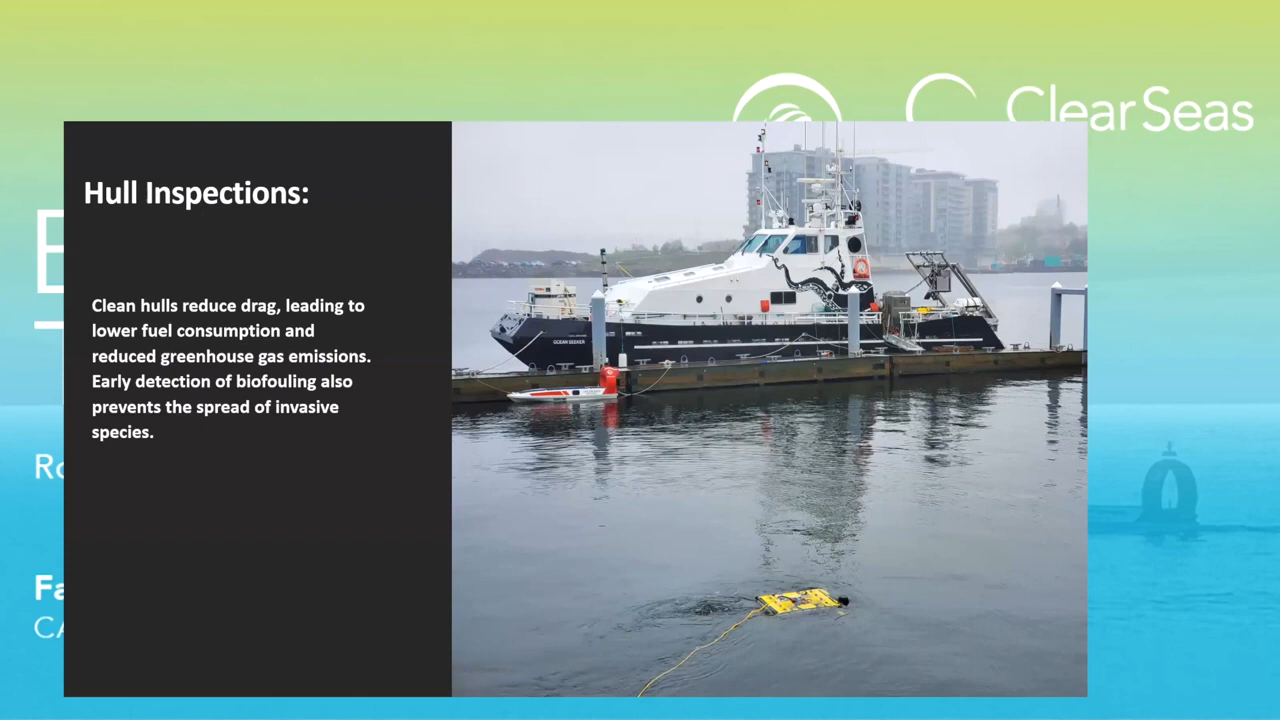 Clear Seas
Hull Inspections:
Clean hulls reduce drag, leading to
lower fuel consumption and
reduced greenhouse gas emissions.
Early detection of biofouling also
prevents the spread of invasive
species.
OCEAN SEEKER